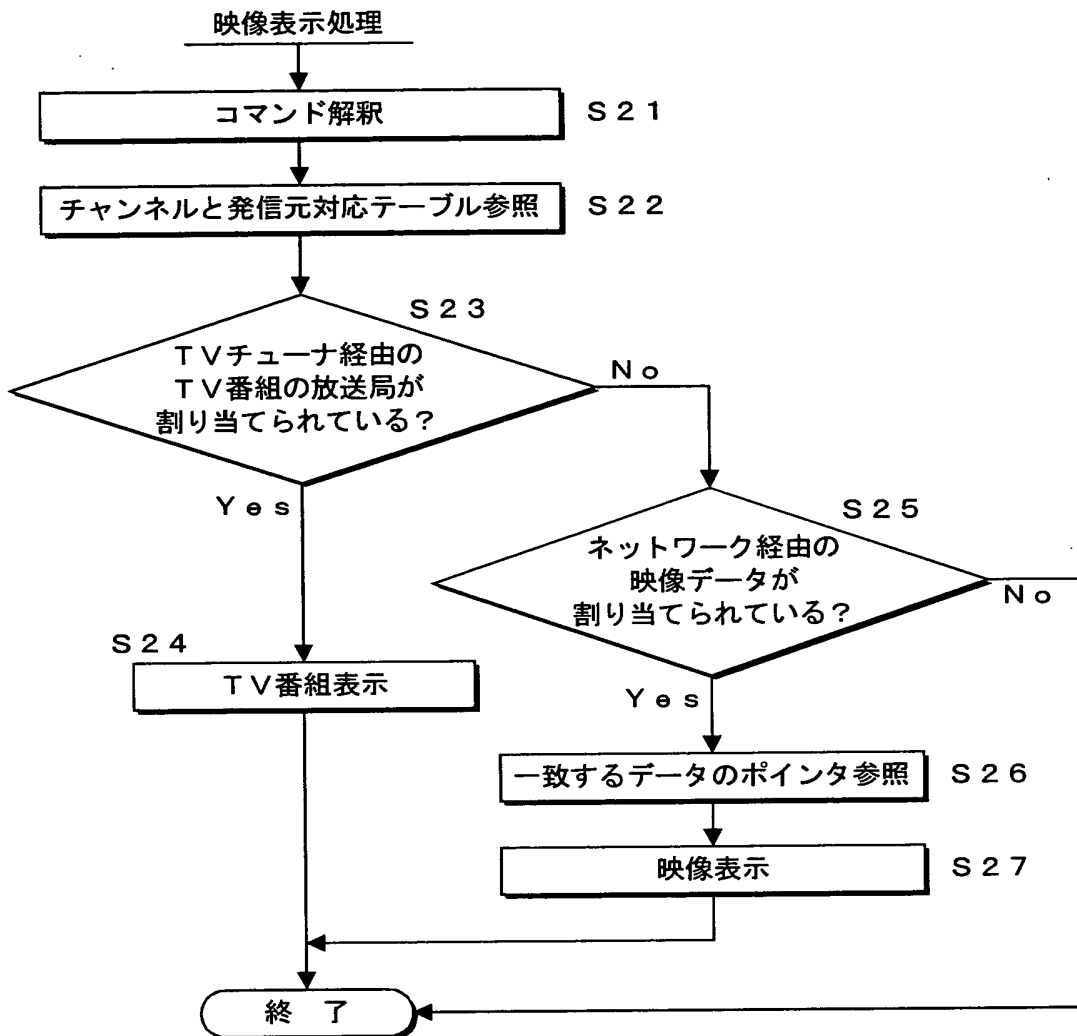 映像表示処理
コマンド解釈
S21
チャンネルと発信元対応テーブル参照
S22
S23
TVチューナ経由の
TV番組の放送局が
割り当てられている?
No
Yes
S25
ネットワーク経由の
映像データが
割り当てられている?
No
S24
TV番組表示
Yes
一致するデータのポインタ参照
S26
映像表示
S27
終 了